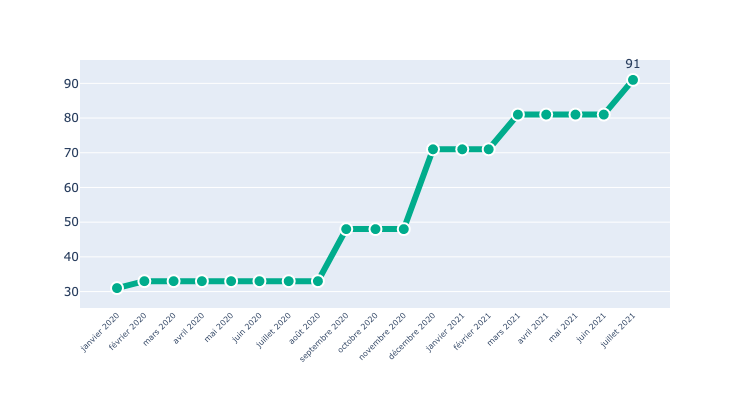 91
90
80
70
60
50
40
30
janvier 2020
février 2020
mars 2020
avril 2020
mai 2020
juin 2020
juillet 2020
août 2020
septembre 2020
octobre 2020
novembre 2020
décembre 2020
janvier 2021
février 2021
mars 2021
avril 2021
mai 2021
juin 2021
juillet 2021